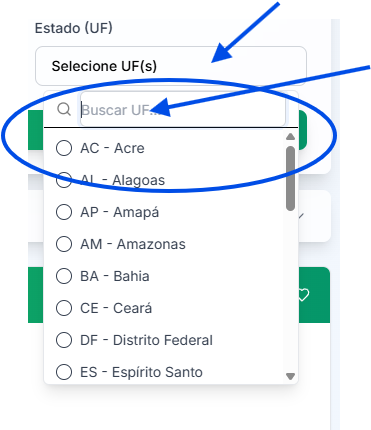 Estado (UF)
Selecione UF(s)
Buscar UF...
AC - Acre
AL - Alagoas
AP - Amapá
AM - Amazonas
BA - Bahia
CE - Ceará
DF - Distrito Federal
ES - Espírito Santo